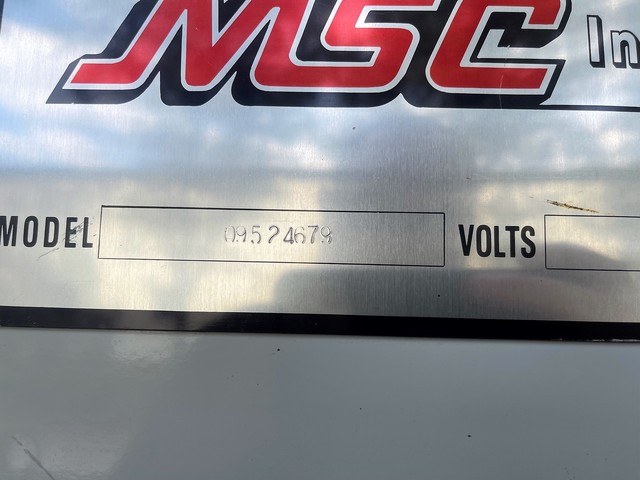 MSC In
MODEL 09524679 VOLTS